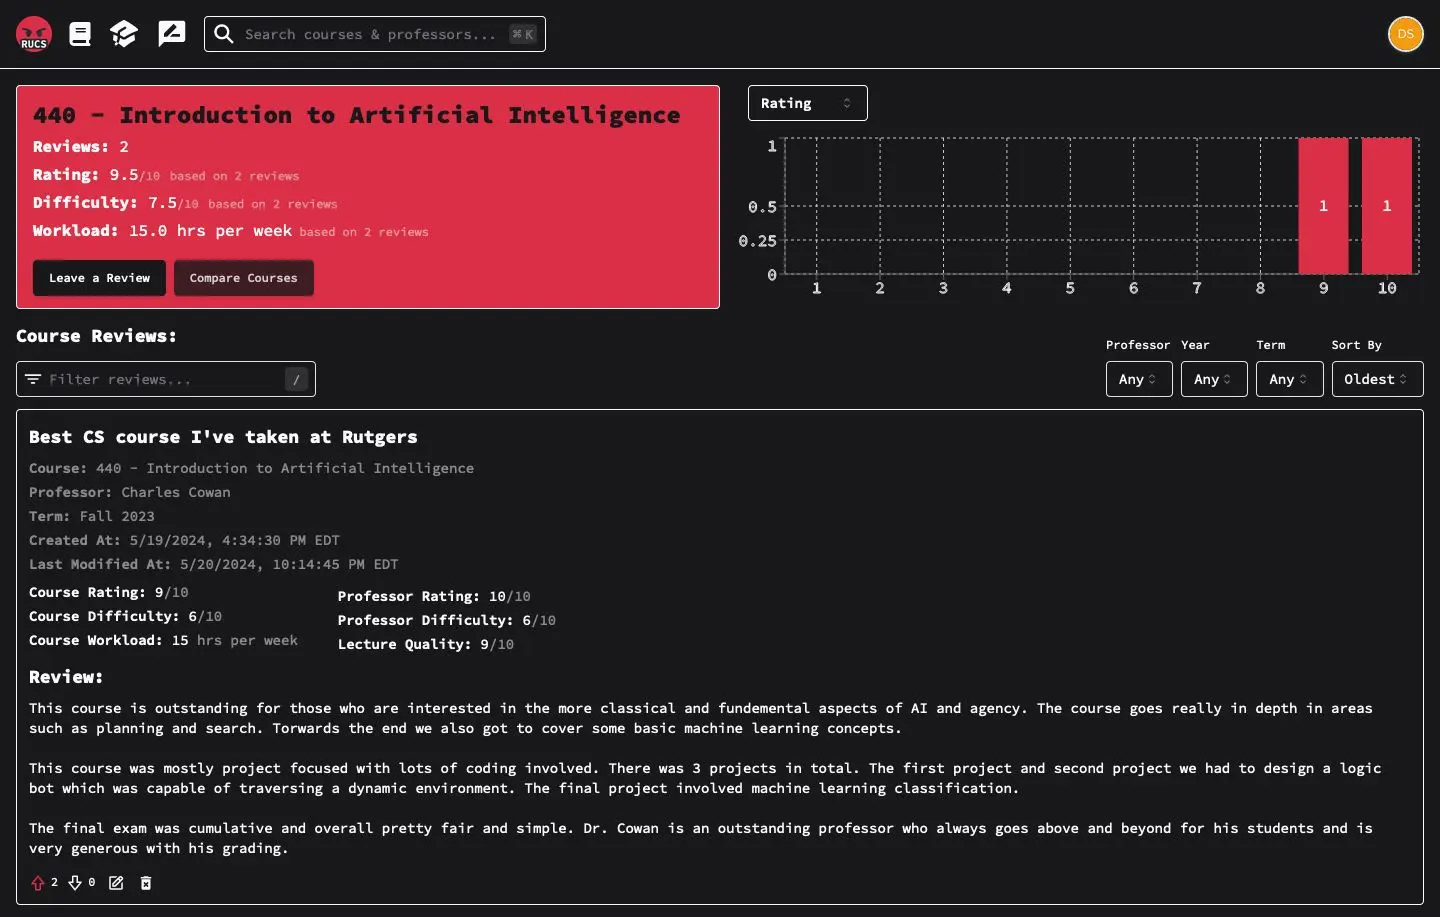 RUCS
Search courses & professors... ⌘ K
DS
440 - Introduction to Artificial Intelligence
Reviews: 2
Rating: 9.5/10 based on 2 reviews
Difficulty: 7.5/10 based on 2 reviews
Workload: 15.0 hrs per week based on 2 reviews
Leave a Review Compare Courses
Rating
1
0.5
0.25
0
1 1
1 2 3 4 5 6 7 8 9 10
Course Reviews:
Filter reviews... /
Professor Year Term Sort By
Any Any Any Oldest
Best CS course I've taken at Rutgers
Course: 440 - Introduction to Artificial Intelligence
Professor: Charles Cowan
Term: Fall 2023
Created At: 5/19/2024, 4:34:30 PM EDT
Last Modified At: 5/20/2024, 10:14:45 PM EDT
Course Rating: 9/10
Course Difficulty: 6/10
Course Workload: 15 hrs per week
Professor Rating: 10/10
Professor Difficulty: 6/10
Lecture Quality: 9/10
Review:
This course is outstanding for those who are interested in the more classical and fundemental aspects of AI and agency. The course goes really in depth in areas
such as planning and search. Torwards the end we also got to cover some basic machine learning concepts.
This course was mostly project focused with lots of coding involved. There was 3 projects in total. The first project and second project we had to design a logic
bot which was capable of traversing a dynamic environment. The final project involved machine learning classification.
The final exam was cumulative and overall pretty fair and simple. Dr. Cowan is an outstanding professor who always goes above and beyond for his students and is
very generous with his grading.
2 0